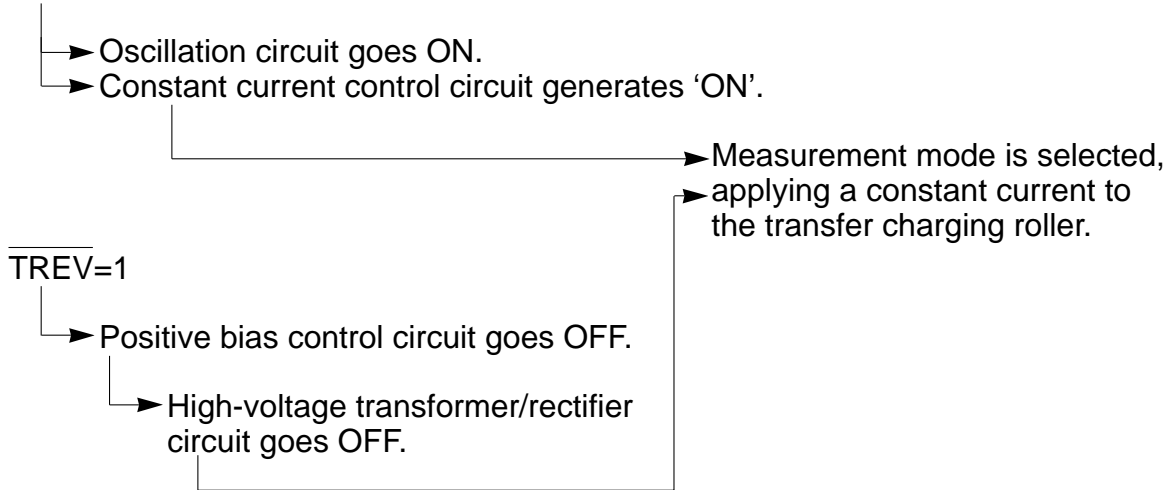 Oscillation circuit goes ON.
Constant current control circuit generates ‘ON’.
Measurement mode is selected,
applying a constant current to
the transfer charging roller.
T̅R̅E̅V̅=1
Positive bias control circuit goes OFF.
High-voltage transformer/rectifier
circuit goes OFF.